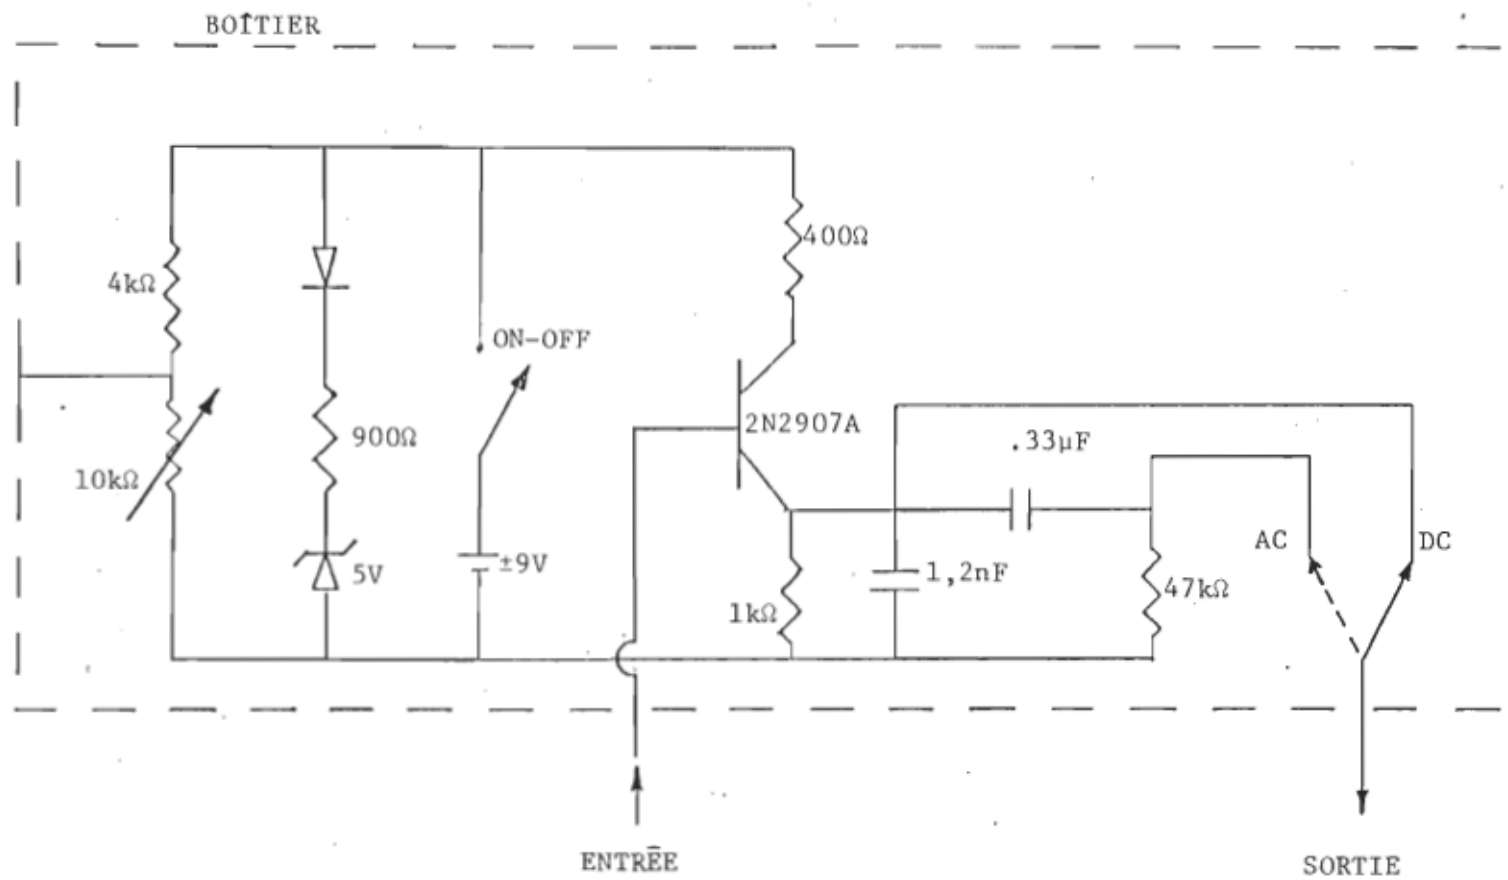 BOÎTIER
400Ω
4kΩ
ON-OFF
2N2907A
900Ω
.33µF
10kΩ
AC
DC
±9V
5V
1,2nF
47kΩ
1kΩ
ENTRÉE
SORTIE